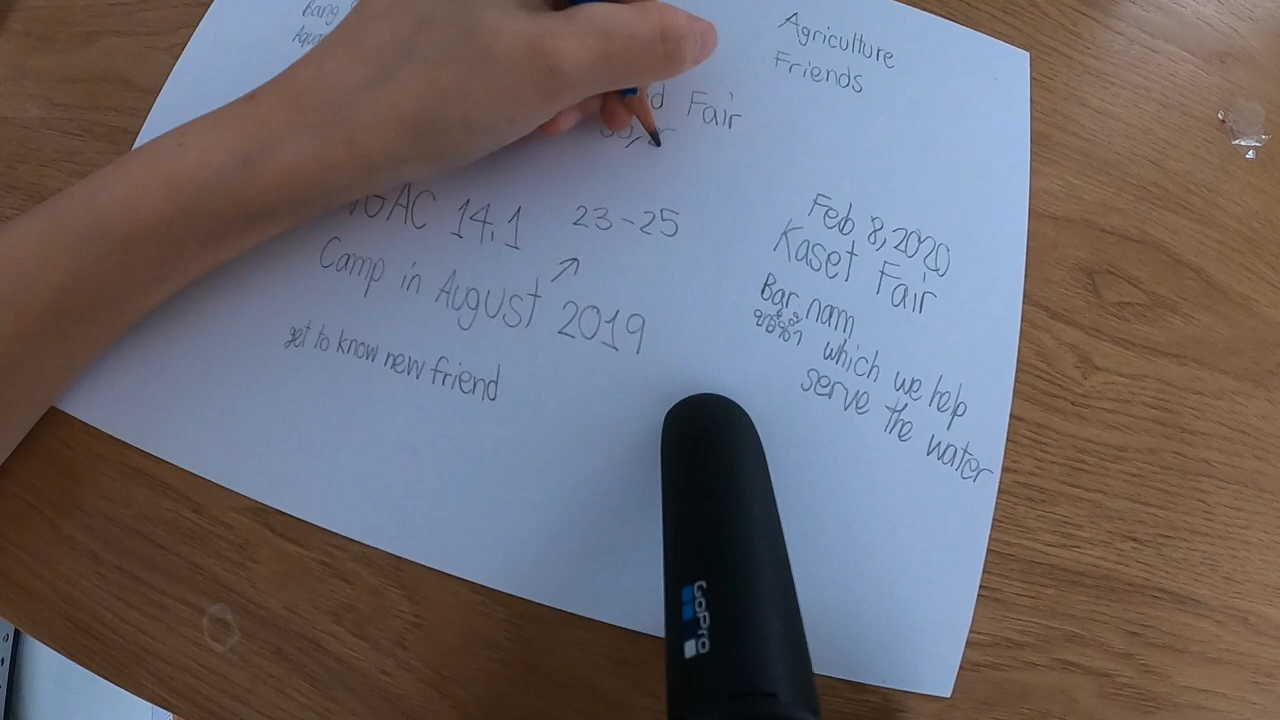 Bang
Agriculture
Friends
Fair
14.1 23-25
Camp in August 2019
get to know new friend
Feb 8, 2020
Kaset Fair
Bar nam
which we help
serve the water
GoPro